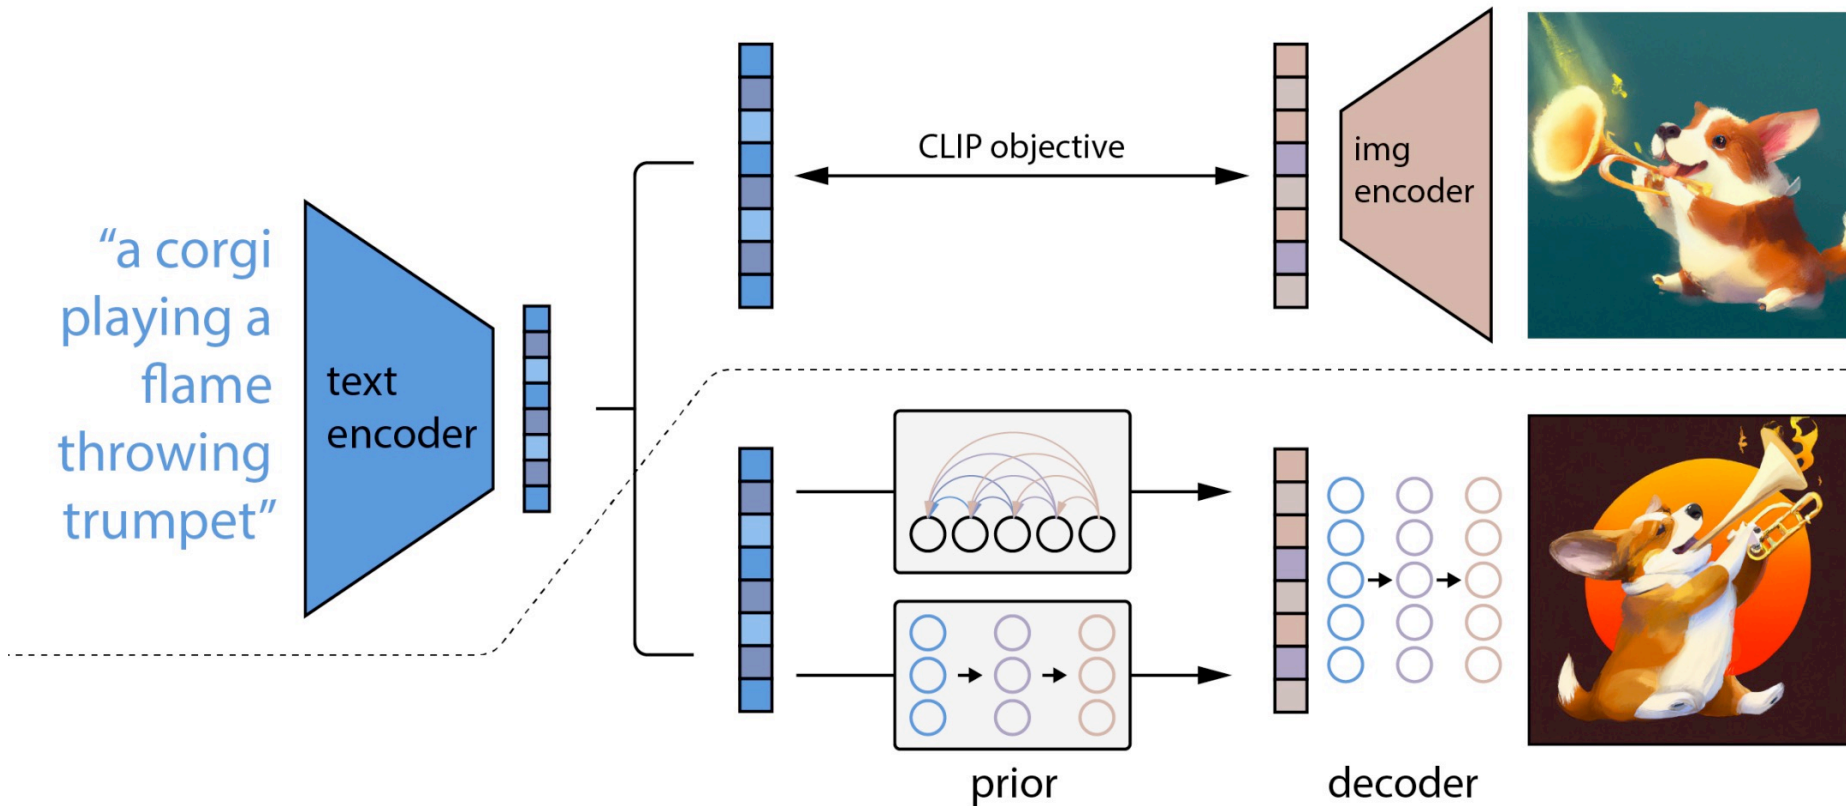 “a corgi
playing a
flame
throwing
trumpet”
text
encoder
CLIP objective
img
encoder
prior
decoder